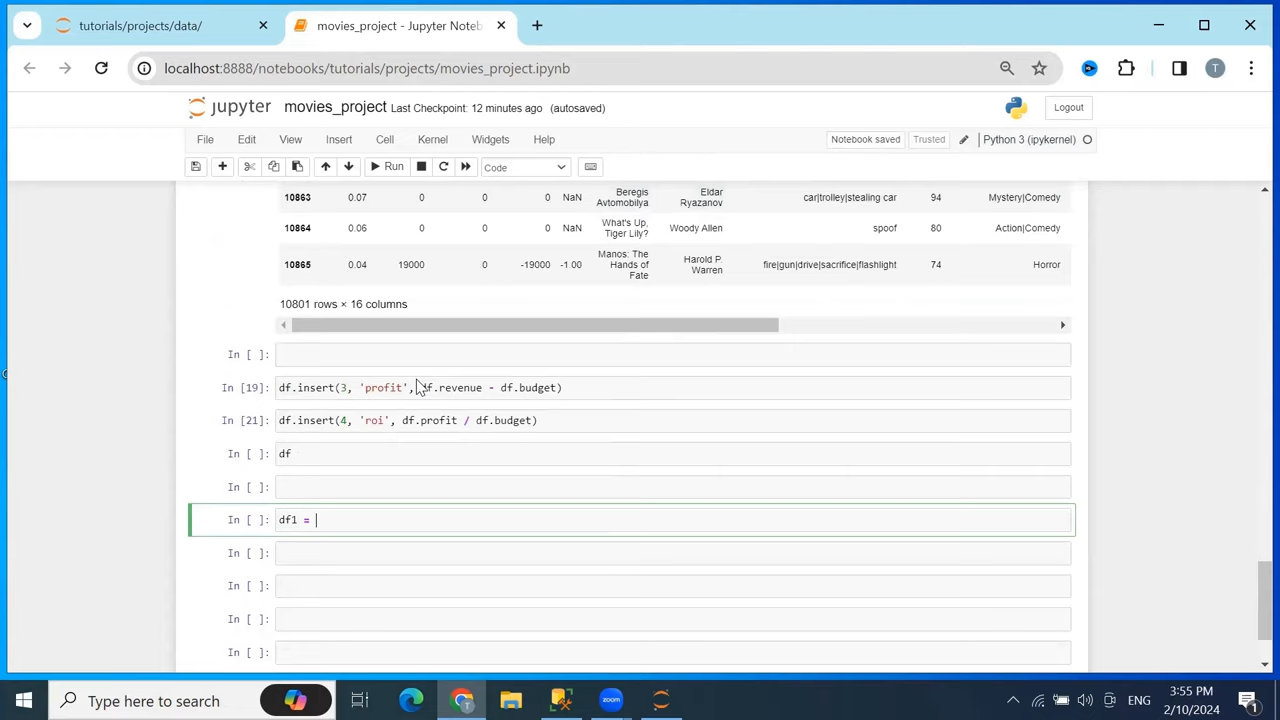 tutorials/projects/data/
movies_project - Jupyter Noteb
localhost:8888/notebooks/tutorials/projects/movies_project.ipynb
T
jupyter movies_project Last Checkpoint: 12 minutes ago (autosaved)
Logout
File Edit View Insert Cell Kernel Widgets Help
Notebook saved Trusted Python 3 (ipykernel)
Run
Code
10863 0.07 0 0 0 NaN Beregis Avtomobilya Eldar Ryazanov car|trolley|stealing car 94 Mystery|Comedy
10864 0.06 0 0 0 NaN What's Up, Tiger Lily? Woody Allen spoof 80 Action|Comedy
10865 0.04 19000 0 -19000 -1.00 Manos: The Hands of Fate Harold P. Warren fire|gun|drive|sacrifice|flashlight 74 Horror
10801 rows × 16 columns
In [ ]:
In [19]: df.insert(3, 'profit', df.revenue - df.budget)
In [21]: df.insert(4, 'roi', df.profit / df.budget)
In [ ]: df
In [ ]:
In [ ]: df1 =
In [ ]:
In [ ]:
In [ ]:
In [ ]:
Type here to search
T
zoom
ENG
3:55 PM
2/10/2024
1